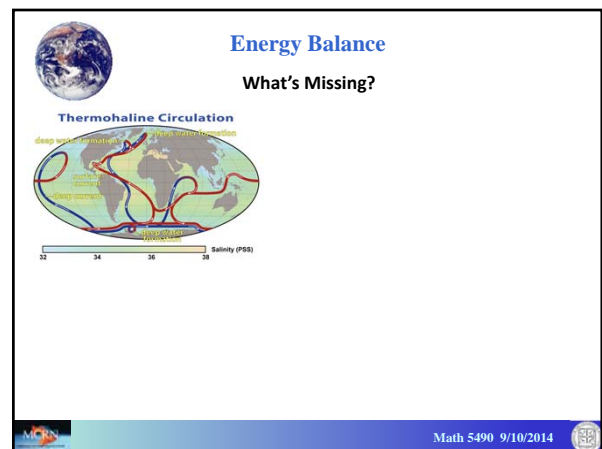 Energy Balance
What's Missing?
Thermohaline Circulation
deep water formation
deep water formation
surface current
deep current
deep water formation
Salinity (PSS)
32 34 36 38
MCRN
Math 5490 9/10/2014